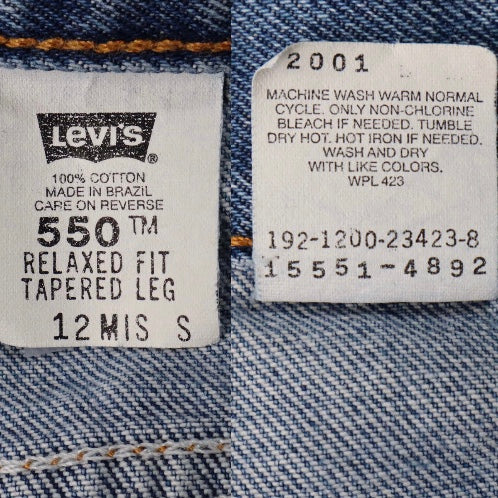 Levi's
®
100% COTTON
MADE IN BRAZIL
CARE ON REVERSE
550 TM
RELAXED FIT
TAPERED LEG
12 MIS S
2001
MACHINE WASH WARM NORMAL
CYCLE. ONLY NON-CHLORINE
BLEACH IF NEEDED. TUMBLE
DRY HOT. HOT IRON IF NEEDED.
WASH AND DRY
WITH LIKE COLORS.
WPL 423
192-1200-23423-8
15551-4892